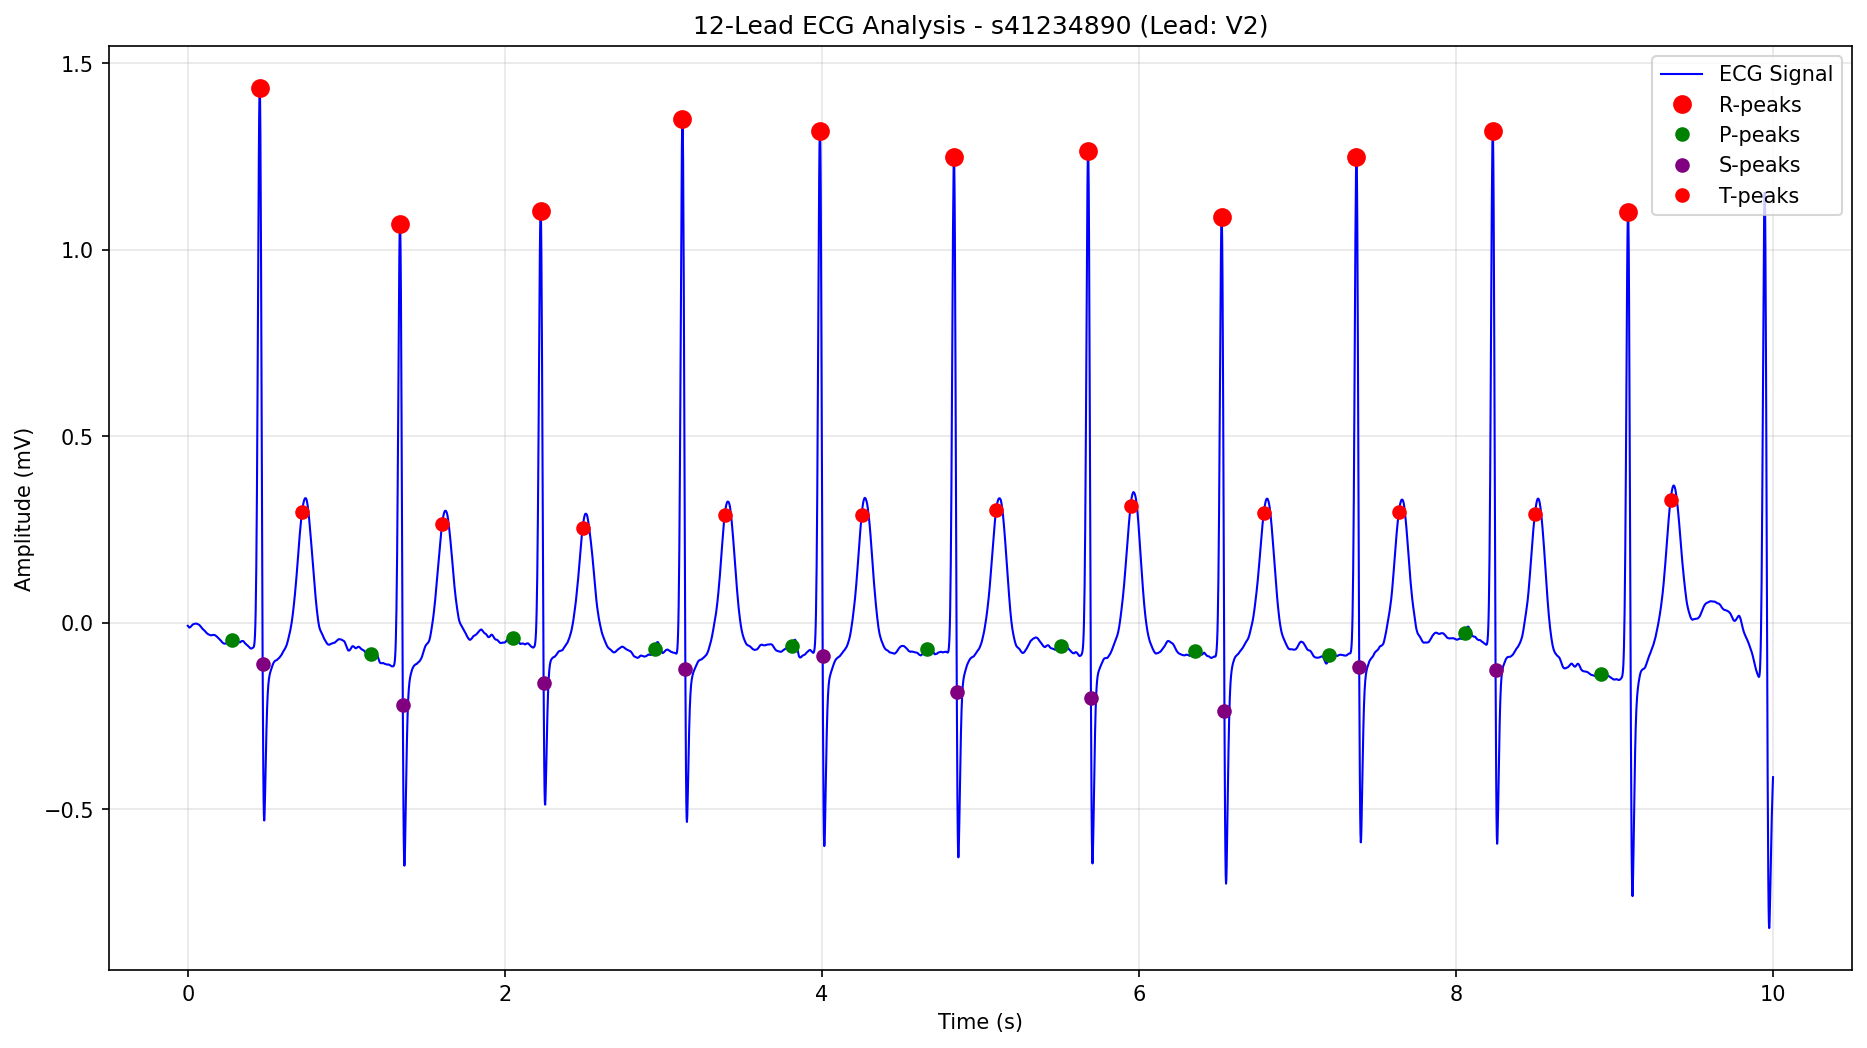 12-Lead ECG Analysis - s41234890 (Lead: V2)
ECG Signal
R-peaks
P-peaks
S-peaks
T-peaks
Amplitude (mV)
1.5
1.0
0.5
0.0
−0.5
0 2 4 6 8 10
Time (s)